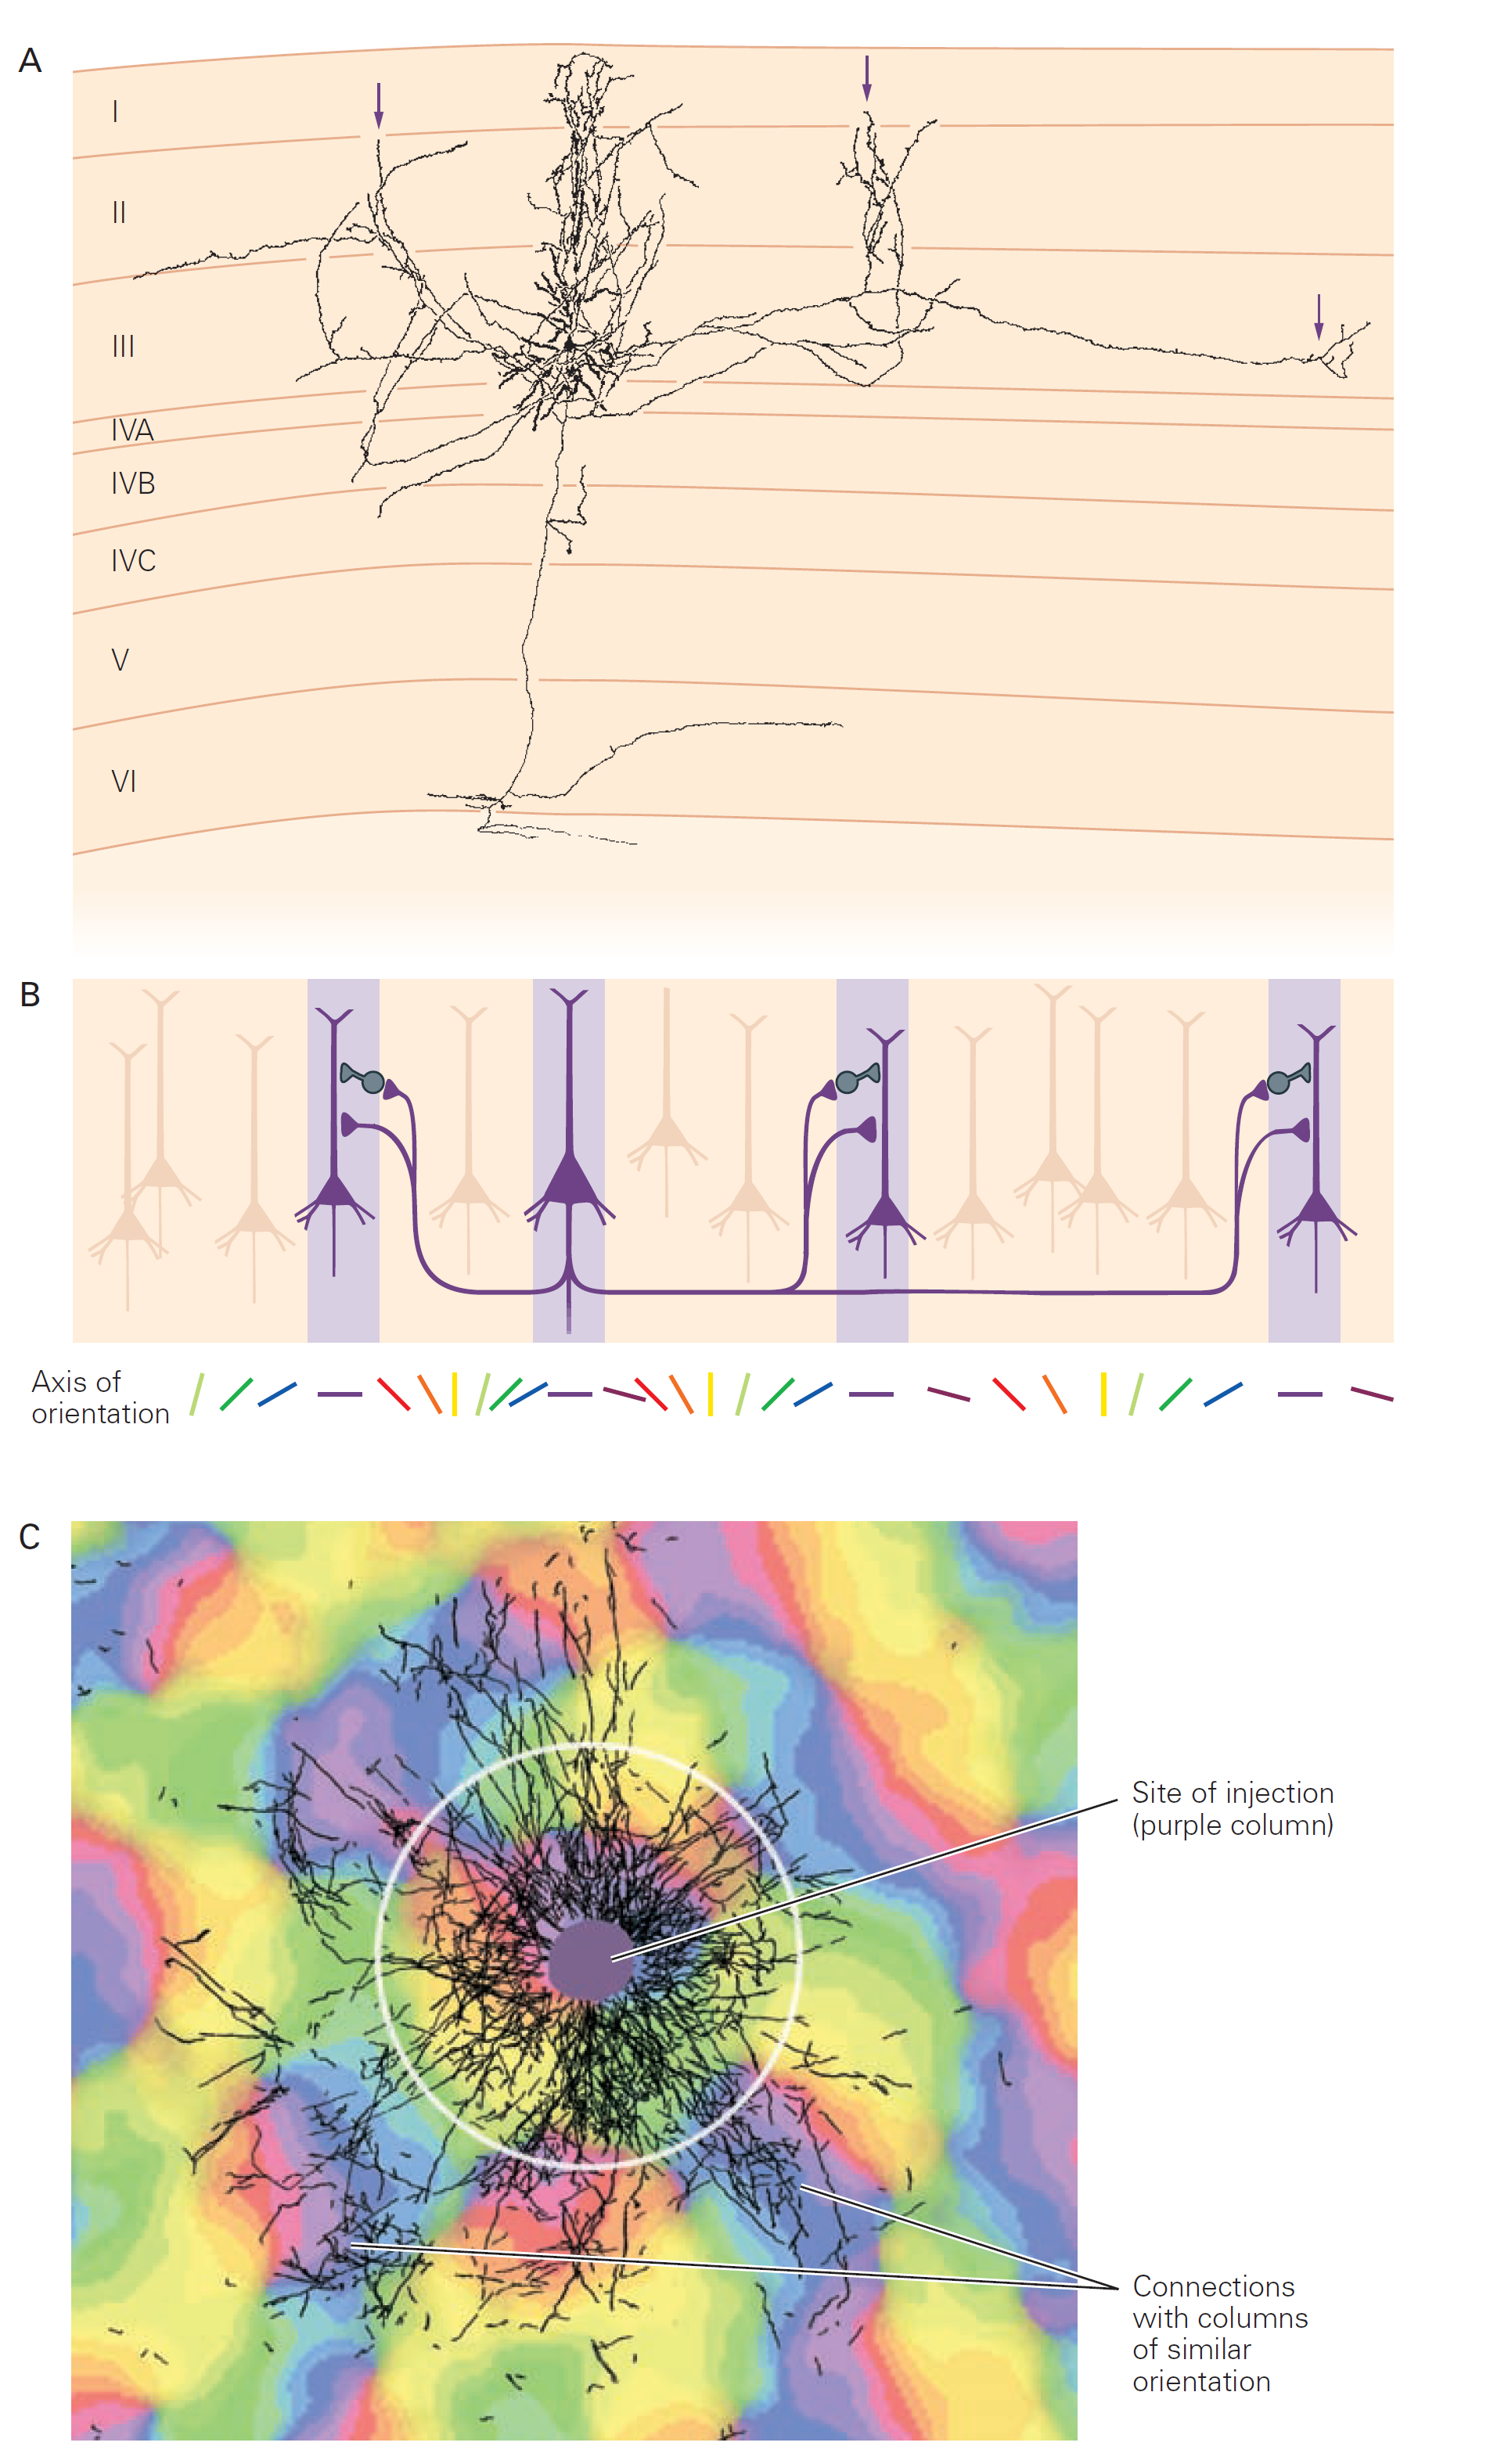 A
I
II
III
IVA
IVB
IVC
V
VI
B
Axis of
orientation
C
Site of injection
(purple column)
Connections
with columns
of similar
orientation